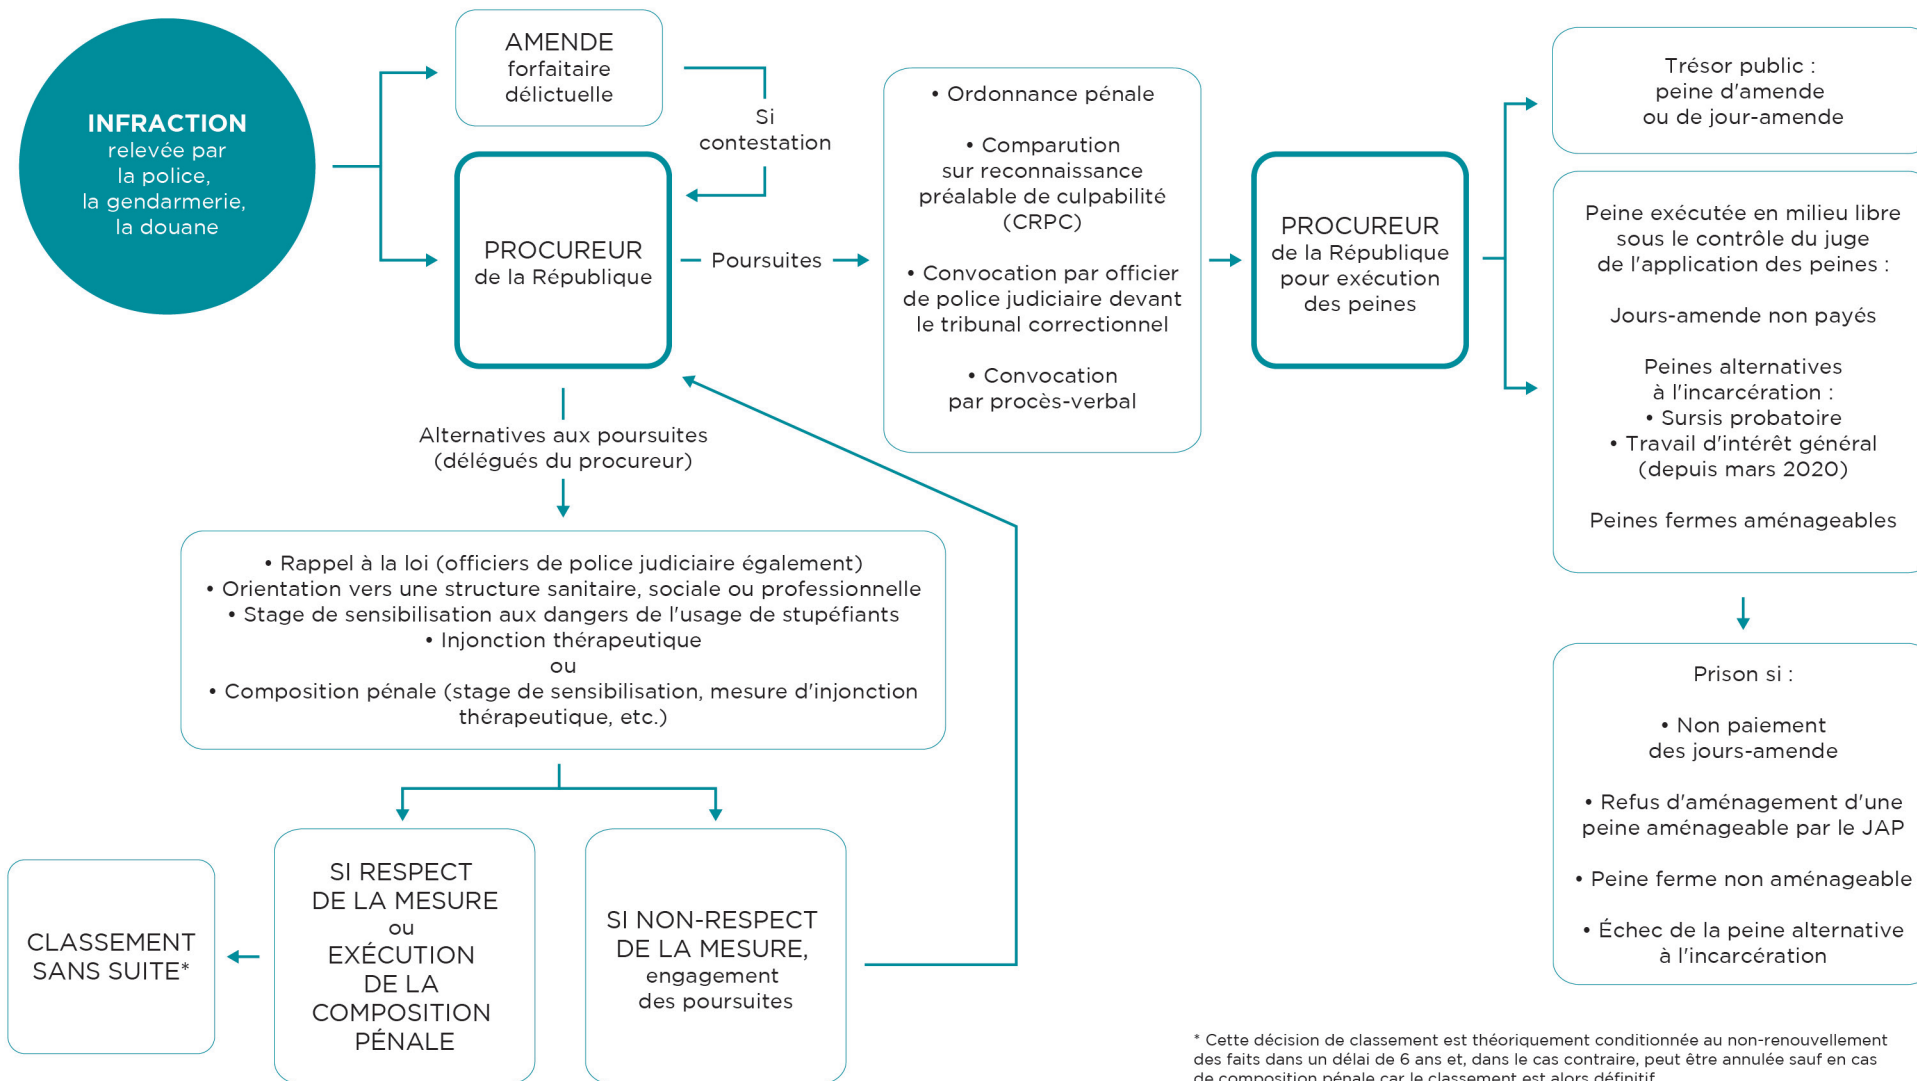 INFRACTION
relevée par
la police,
la gendarmerie,
la douane
AMENDE
forfaitaire
délictuelle
Si
contestation
PROCUREUR
de la République
Poursuites
• Ordonnance pénale
• Comparution
sur reconnaissance
préalable de culpabilité
(CRPC)
• Convocation par officier
de police judiciaire devant
le tribunal correctionnel
• Convocation
par procès-verbal
PROCUREUR
de la République
pour exécution
des peines
Trésor public :
peine d'amende
ou de jour-amende
Peine exécutée en milieu libre
sous le contrôle du juge
de l'application des peines :
Jours-amende non payés
Peines alternatives
à l'incarcération :
• Sursis probatoire
• Travail d'intérêt général
(depuis mars 2020)
Peines fermes aménageables
Prison si :
• Non paiement
des jours-amende
• Refus d'aménagement d'une
peine aménageable par le JAP
• Peine ferme non aménageable
• Échec de la peine alternative
à l'incarcération
Alternatives aux poursuites
(délégués du procureur)
• Rappel à la loi (officiers de police judiciaire également)
• Orientation vers une structure sanitaire, sociale ou professionnelle
• Stage de sensibilisation aux dangers de l'usage de stupéfiants
• Injonction thérapeutique
ou
• Composition pénale (stage de sensibilisation, mesure d'injonction
thérapeutique, etc.)
CLASSEMENT
SANS SUITE*
SI RESPECT
DE LA MESURE
ou
EXÉCUTION
DE LA
COMPOSITION
PÉNALE
SI NON-RESPECT
DE LA MESURE,
engagement
des poursuites
* Cette décision de classement est théoriquement conditionnée au non-renouvellement
des faits dans un délai de 6 ans et, dans le cas contraire, peut être annulée sauf en cas
de composition pénale car le classement est alors définitif